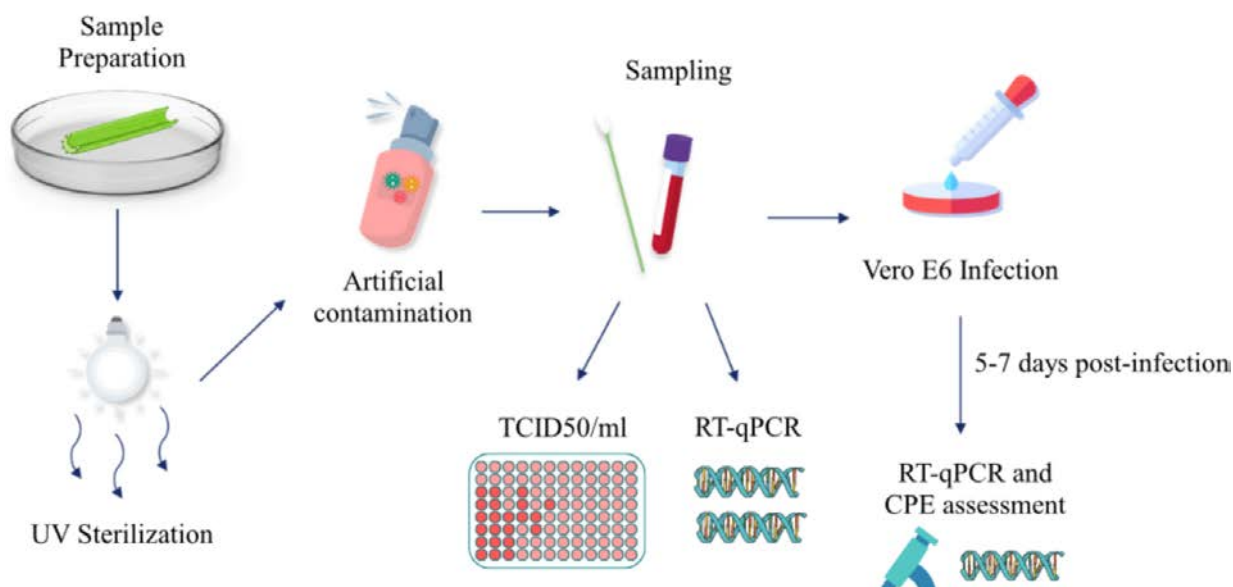 Sample
Preparation
Sampling
Artificial
contamination
Vero E6 Infection
5-7 days post-infection
TCID50/ml
RT-qPCR
RT-qPCR and
CPE assessment
UV Sterilization